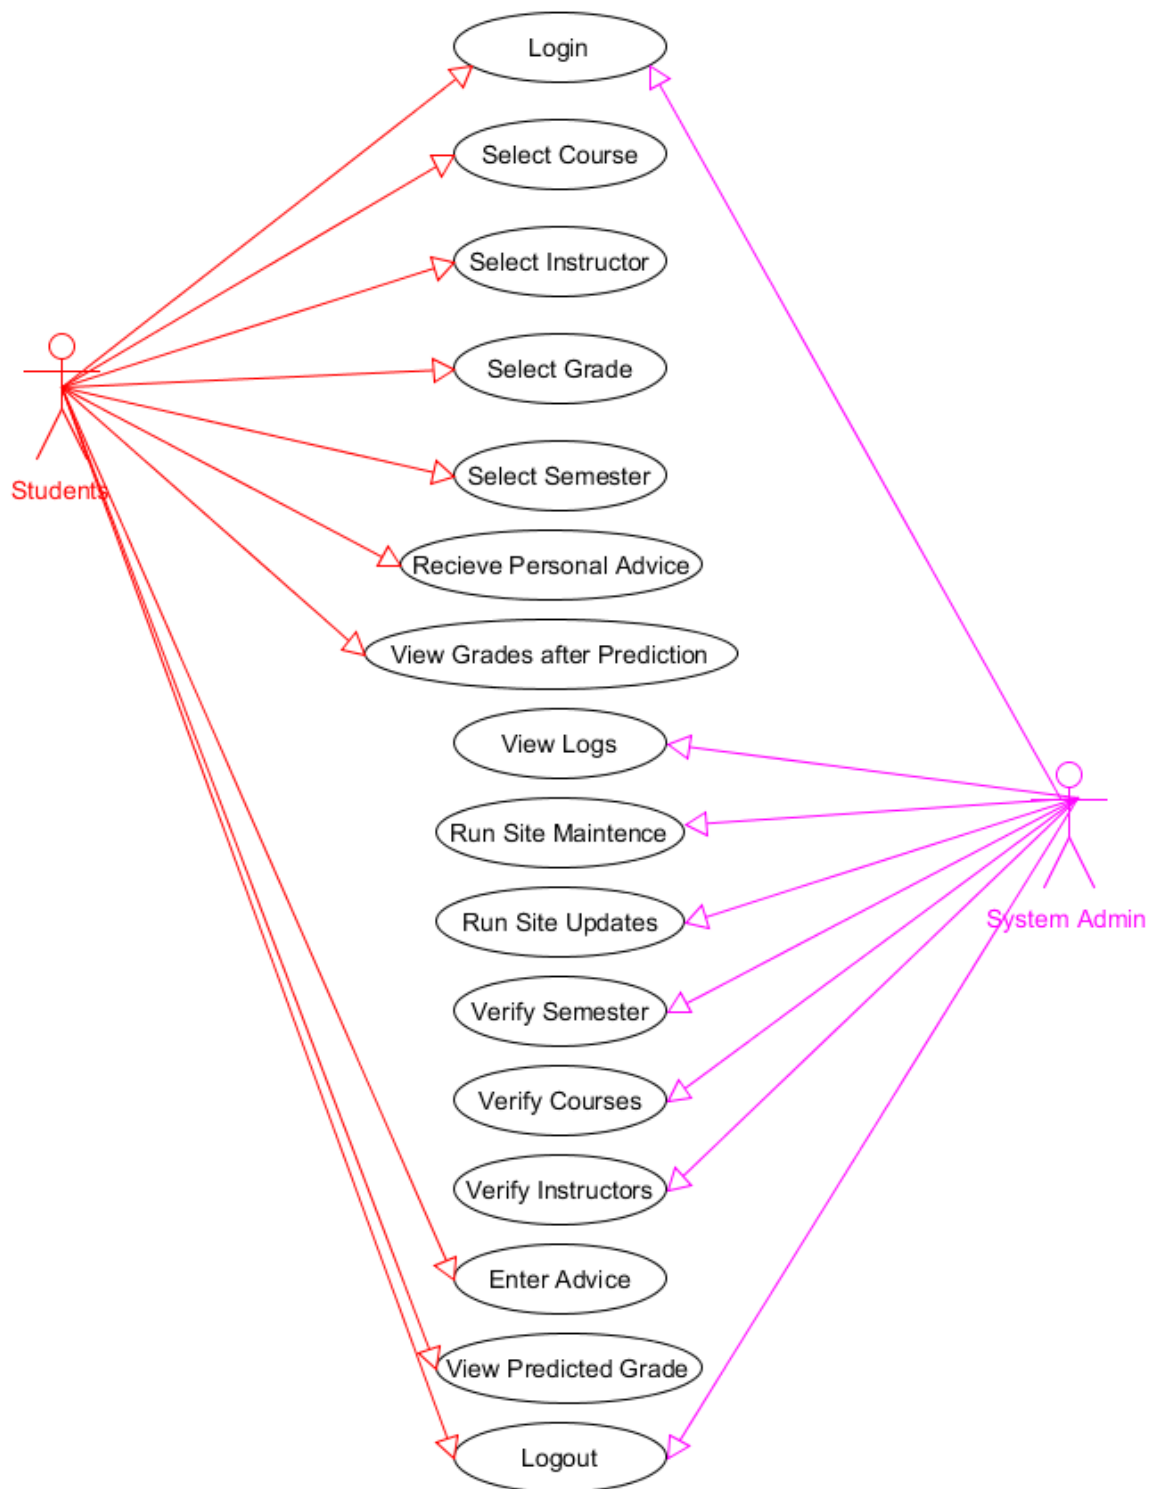 Login
Select Course
Select Instructor
Select Grade
Select Semester
Students
Recieve Personal Advice
View Grades after Prediction
View Logs
Run Site Maintence
System Admin
Run Site Updates
Verify Semester
Verify Courses
Verify Instructors
Enter Advice
View Predicted Grade
Logout